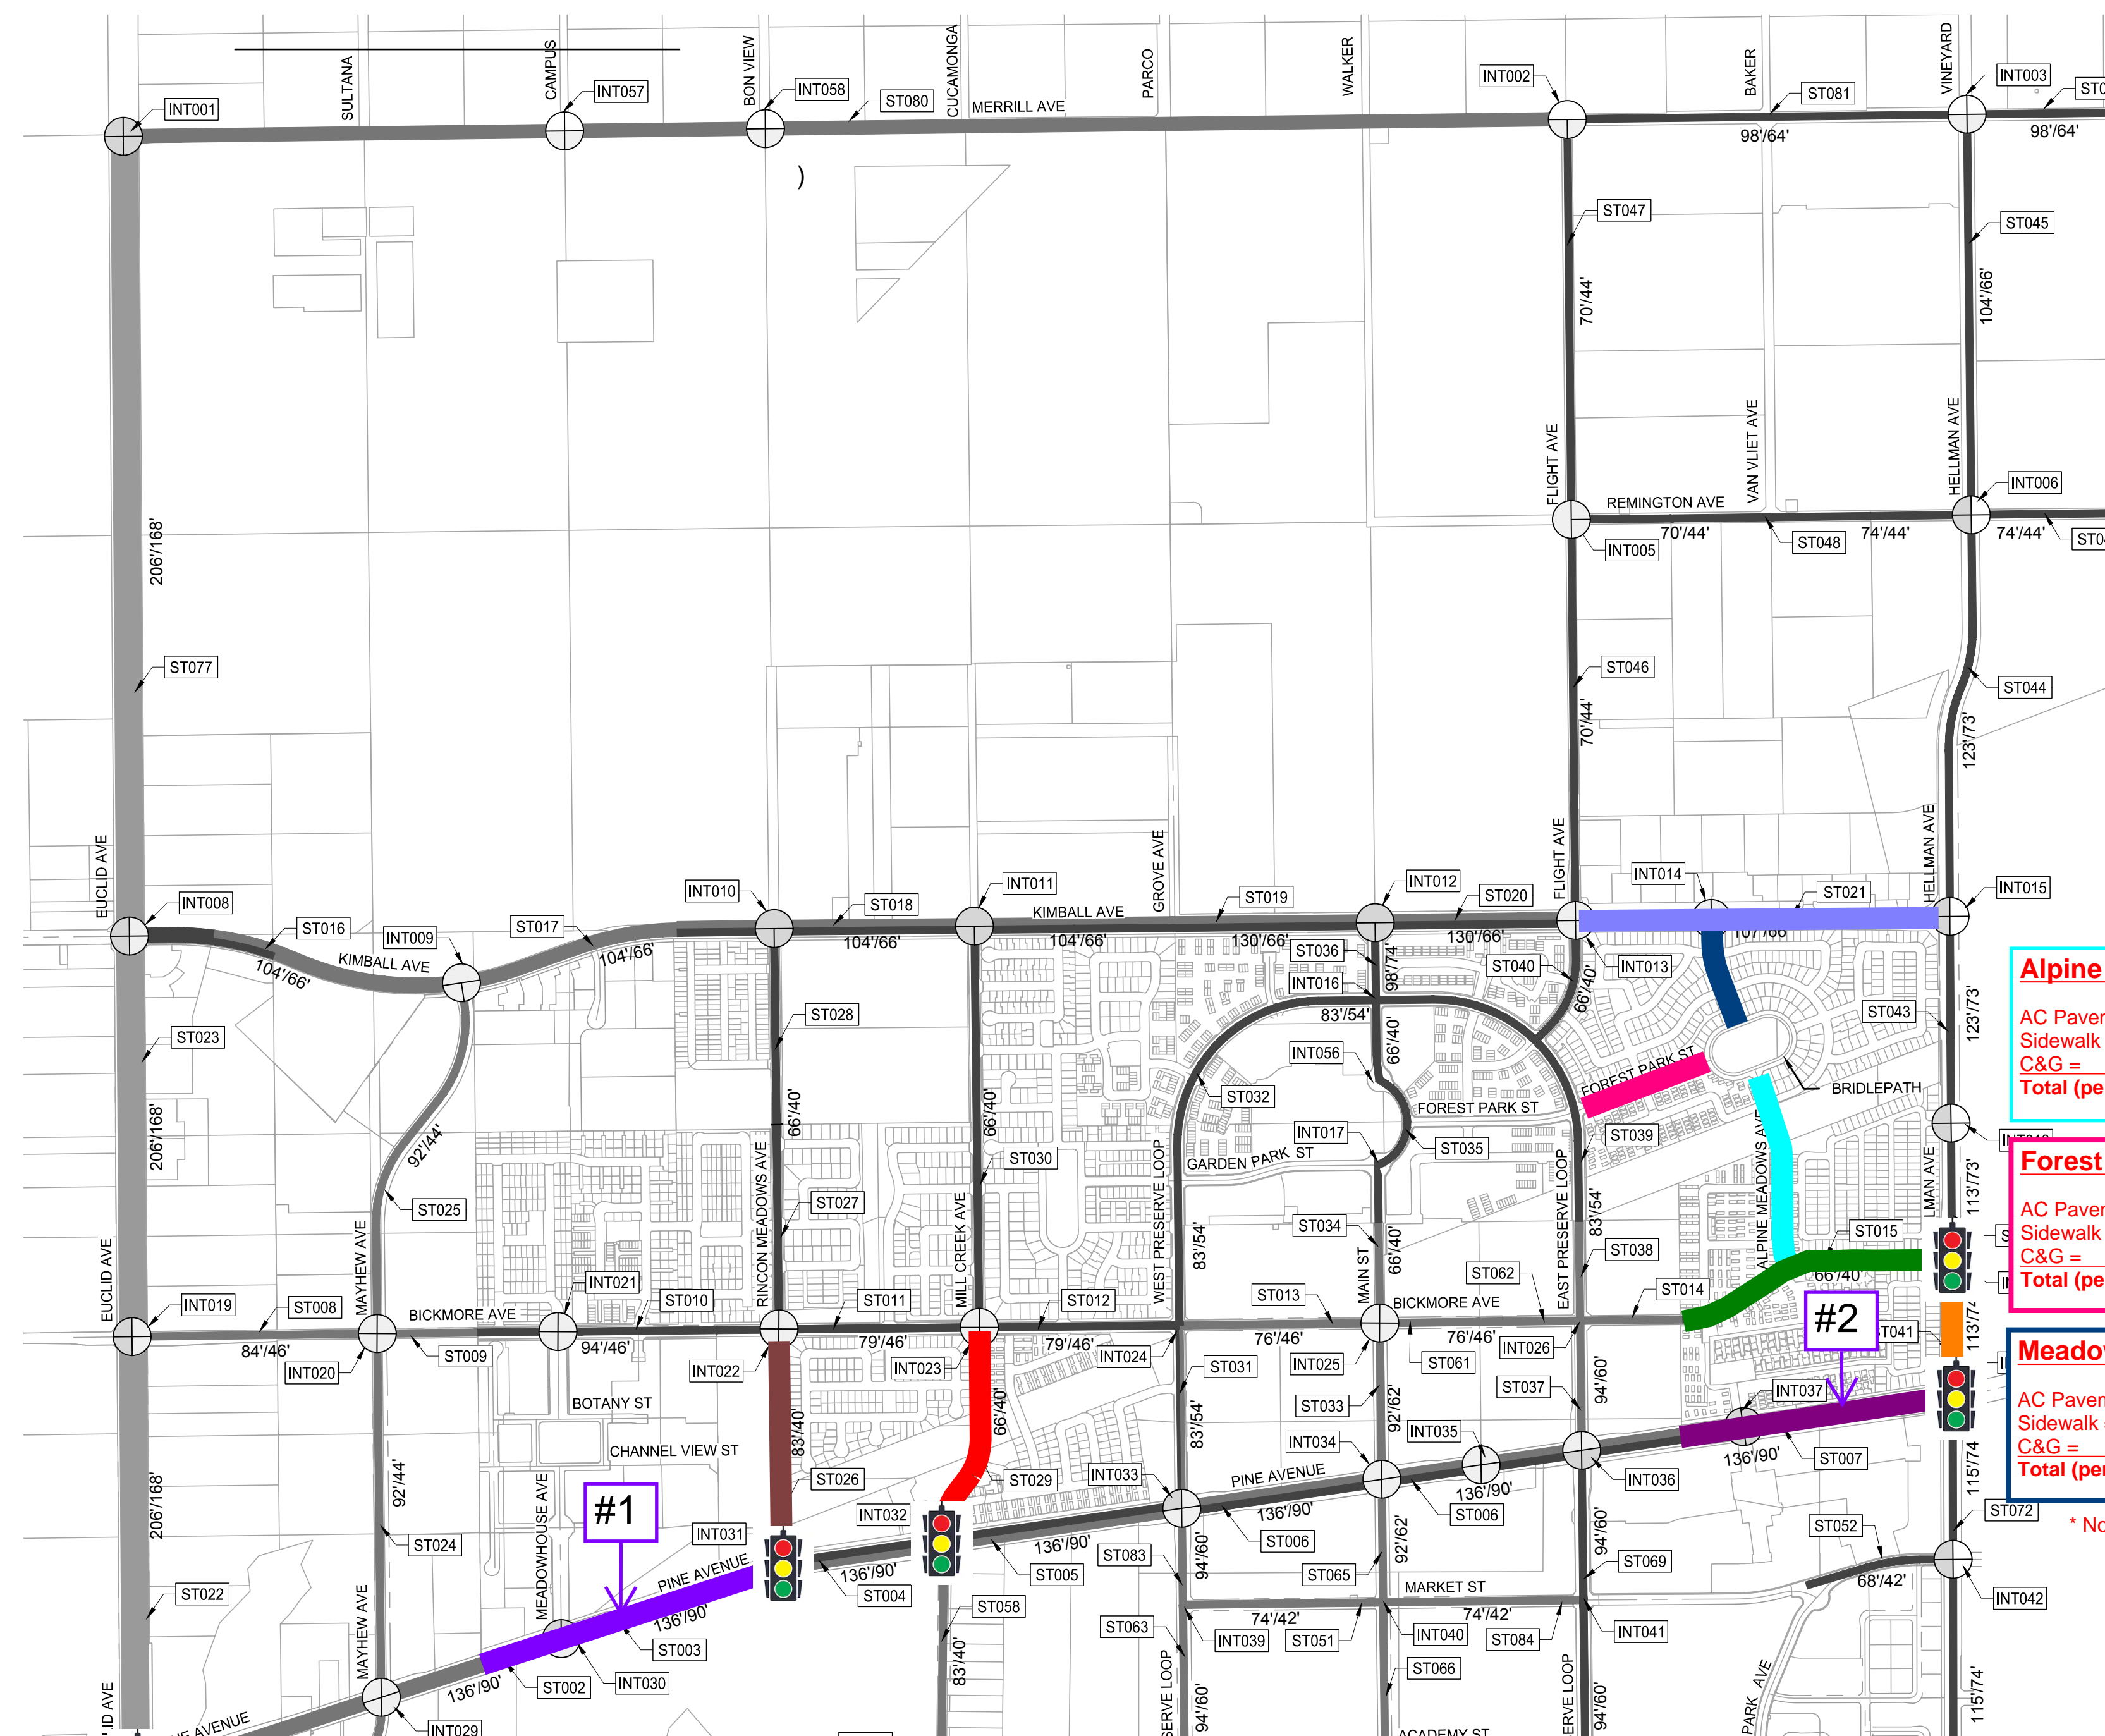 SULTANA
CAMPUS
BON VIEW
CUCAMONGA
PARCO
WALKER
BAKER
VINEYARD
INT001
INT057
INT058
ST080
MERRILL AVE
INT002
ST081
INT003
98'/64'
98'/64'
)
ST047
ST045
70'/44'
104'/66'
206'/168'
FLIGHT AVE
VAN VLIET AVE
HELLMAN AVE
INT006
REMINGTON AVE
70'/44'
74'/44'
74'/44'
INT005
ST048
ST077
ST046
ST044
70'/44'
123'/73'
EUCLID AVE
GROVE AVE
FLIGHT AVE
HELLMAN AVE
INT008
ST016
INT009
ST017
INT010
ST018
INT011
KIMBALL AVE
ST019
INT012
ST020
INT014
ST021
INT015
104'/66'
KIMBALL AVE
104'/66'
104'/66'
104'/66'
130'/66'
130'/66'
107'/66'
ST036
98'/74'
ST040
INT013
66'/40'
INT016
83'/54'
ST023
ST028
ST043
123'/73'
Alpine
AC Paver
Sidewalk
C&G =
Total (pe
INT056
66'/40'
FOREST PARK ST
BRIDLEPATH
ST032
FOREST PARK ST
206'/168'
92'/44'
66'/40'
66'/40'
INT017
ST035
ST039
GARDEN PARK ST
ST030
ST025
ST027
RINCON MEADOWS AVE
MILL CREEK AVE
WEST PRESERVE LOOP
EAST PRESERVE LOOP
ALPINE MEADOWS AVE
LMAN AVE
113'/73'
Forest
AC Paver
Sidewalk
C&G =
Total (pe
83'/54'
ST034
66'/40'
83'/54'
ST038
ST015
66'/40'
EUCLID AVE
MAYHEW AVE
INT019
ST008
BICKMORE AVE
INT021
ST010
ST011
ST012
ST013
MAIN ST
BICKMORE AVE
ST062
ST014
#2
ST041
113'/74'
84'/46'
INT020
ST009
94'/46'
INT022
79'/46'
INT023
79'/46'
INT024
76'/46'
INT025
ST061
76'/46'
INT026
Meadov
AC Paven
Sidewalk
C&G =
Total (per
ST031
ST037
94'/60'
INT037
BOTANY ST
CHANNEL VIEW ST
83'/40'
66'/40'
83'/54'
ST033
92'/62'
INT034
INT035
ST026
ST029
INT033
PINE AVENUE
INT036
136'/90'
ST007
115'/74'
92'/44'
MEADOWHOUSE AVE
#1
INT031
INT032
136'/90'
136'/90'
ST006
ST006
136'/90'
ST052
ST072
* No
206'/168'
ST024
PINE AVENUE
136'/90'
ST004
ST005
ST083
94'/60'
ST065
92'/62'
94'/60'
ST069
68'/42'
INT042
ST022
MAYHEW AVE
136'/90'
ST003
ST002
INT030
136'/90'
ST058
83'/40'
ST063
MARKET ST
74'/42'
74'/42'
INT039
ST051
INT040
ST084
INT041
ST066
INT029
94'/60'
94'/60'
PARK AVE
115'/74'
ACADEMY ST
ERVE LOOP
SERVE LOOP